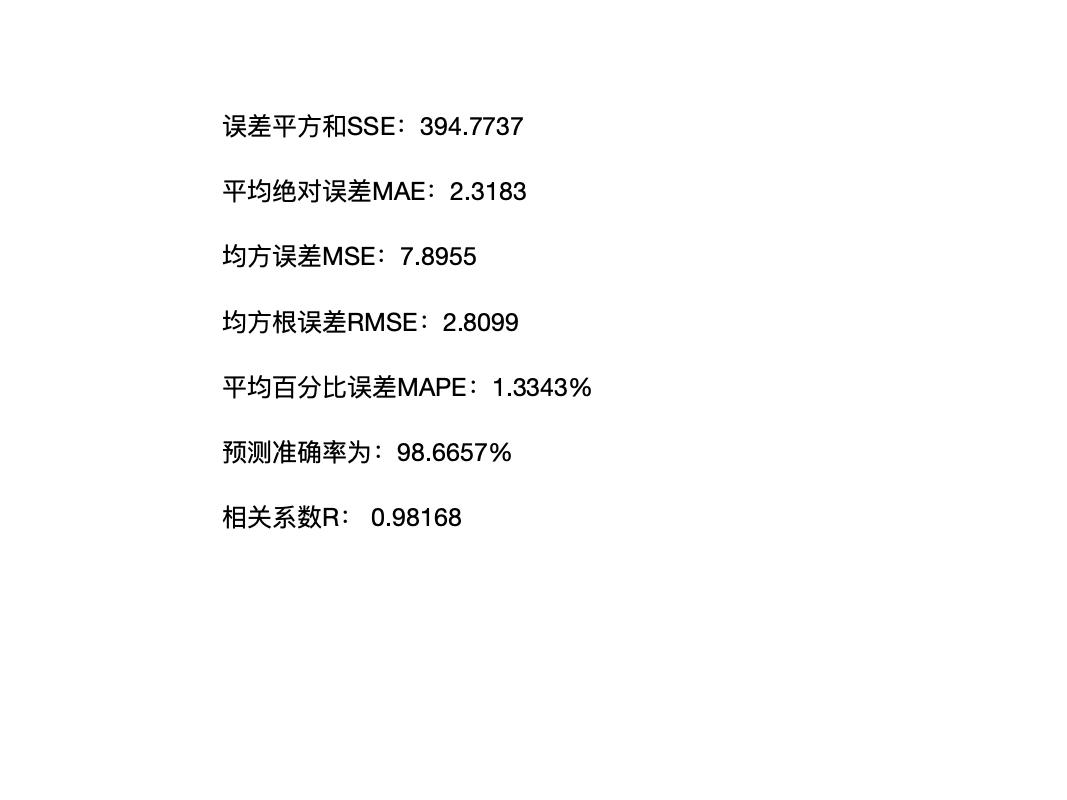 误差平方和SSE：394.7737
平均绝对误差MAE：2.3183
均方误差MSE：7.8955
均方根误差RMSE：2.8099
平均百分比误差MAPE：1.3343%
预测准确率为：98.6657%
相关系数R： 0.98168